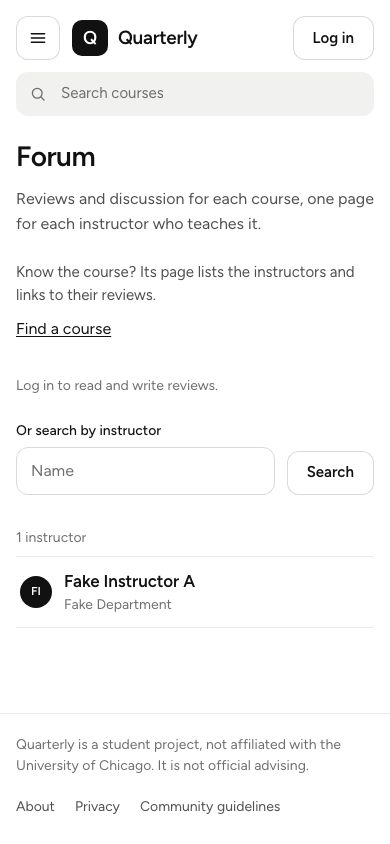 Q Quarterly
Log in
Search courses
Forum
Reviews and discussion for each course, one page
for each instructor who teaches it.
Know the course? Its page lists the instructors and
links to their reviews.
Find a course
Log in to read and write reviews.
Or search by instructor
Name
Search
1 instructor
FI
Fake Instructor A
Fake Department
Quarterly is a student project, not affiliated with the
University of Chicago. It is not official advising.
About Privacy Community guidelines